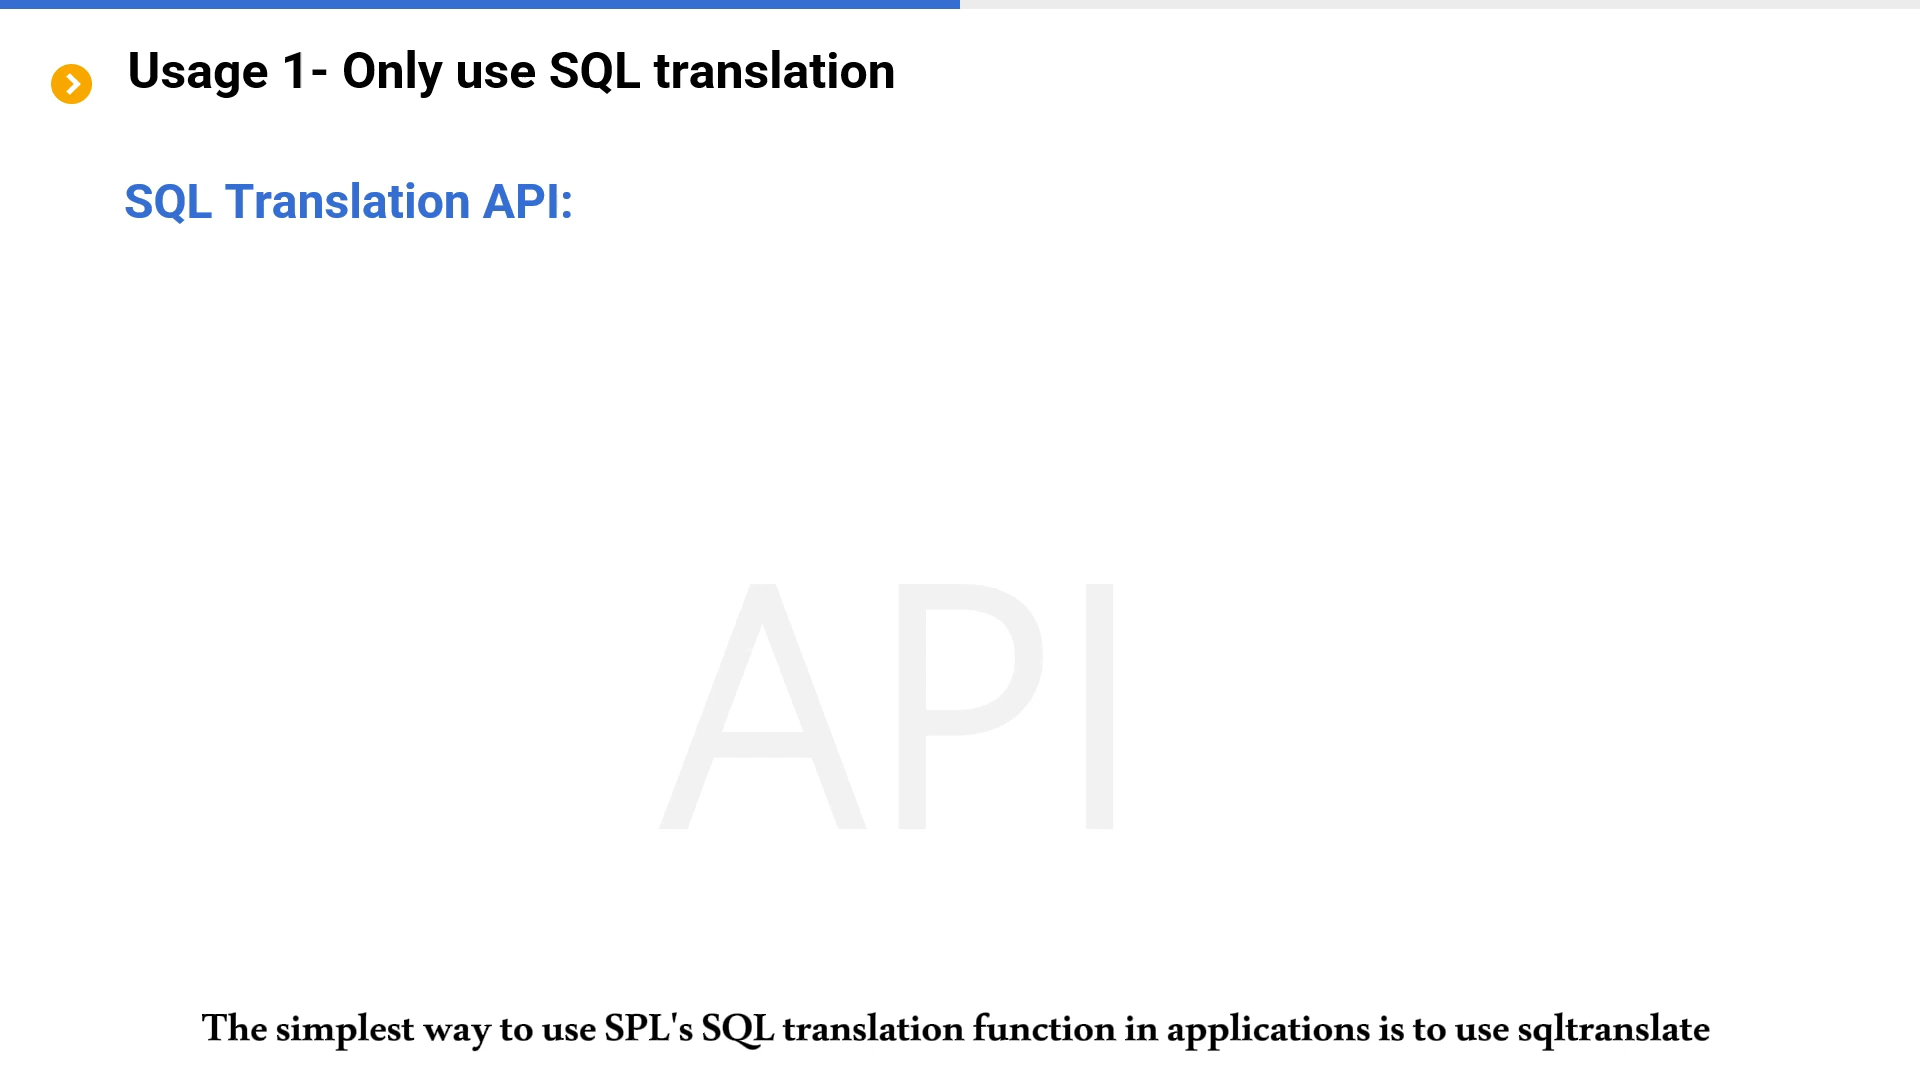 Usage 1- Only use SQL translation
SQL Translation API:
API
The simplest way to use SPL's SQL translation function in applications is to use sqltranslate